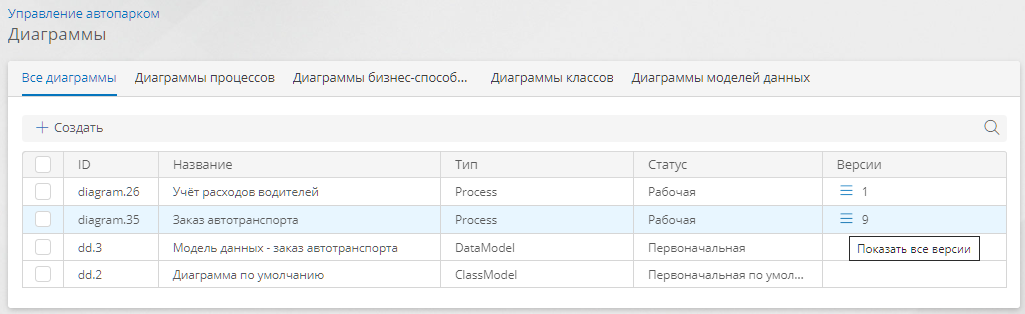 Управление автопарком
Диаграммы
Все диаграммы Диаграммы процессов Диаграммы бизнес-способ... Диаграммы классов Диаграммы моделей данных
Создать
ID Название Тип Статус Версии
diagram.26 Учёт расходов водителей Process Рабочая 1
diagram.35 Заказ автотранспорта Process Рабочая 9
dd.3 Модель данных - заказ автотранспорта DataModel Первоначальная
Показать все версии
dd.2 Диаграмма по умолчанию ClassModel Первоначальная по умол...